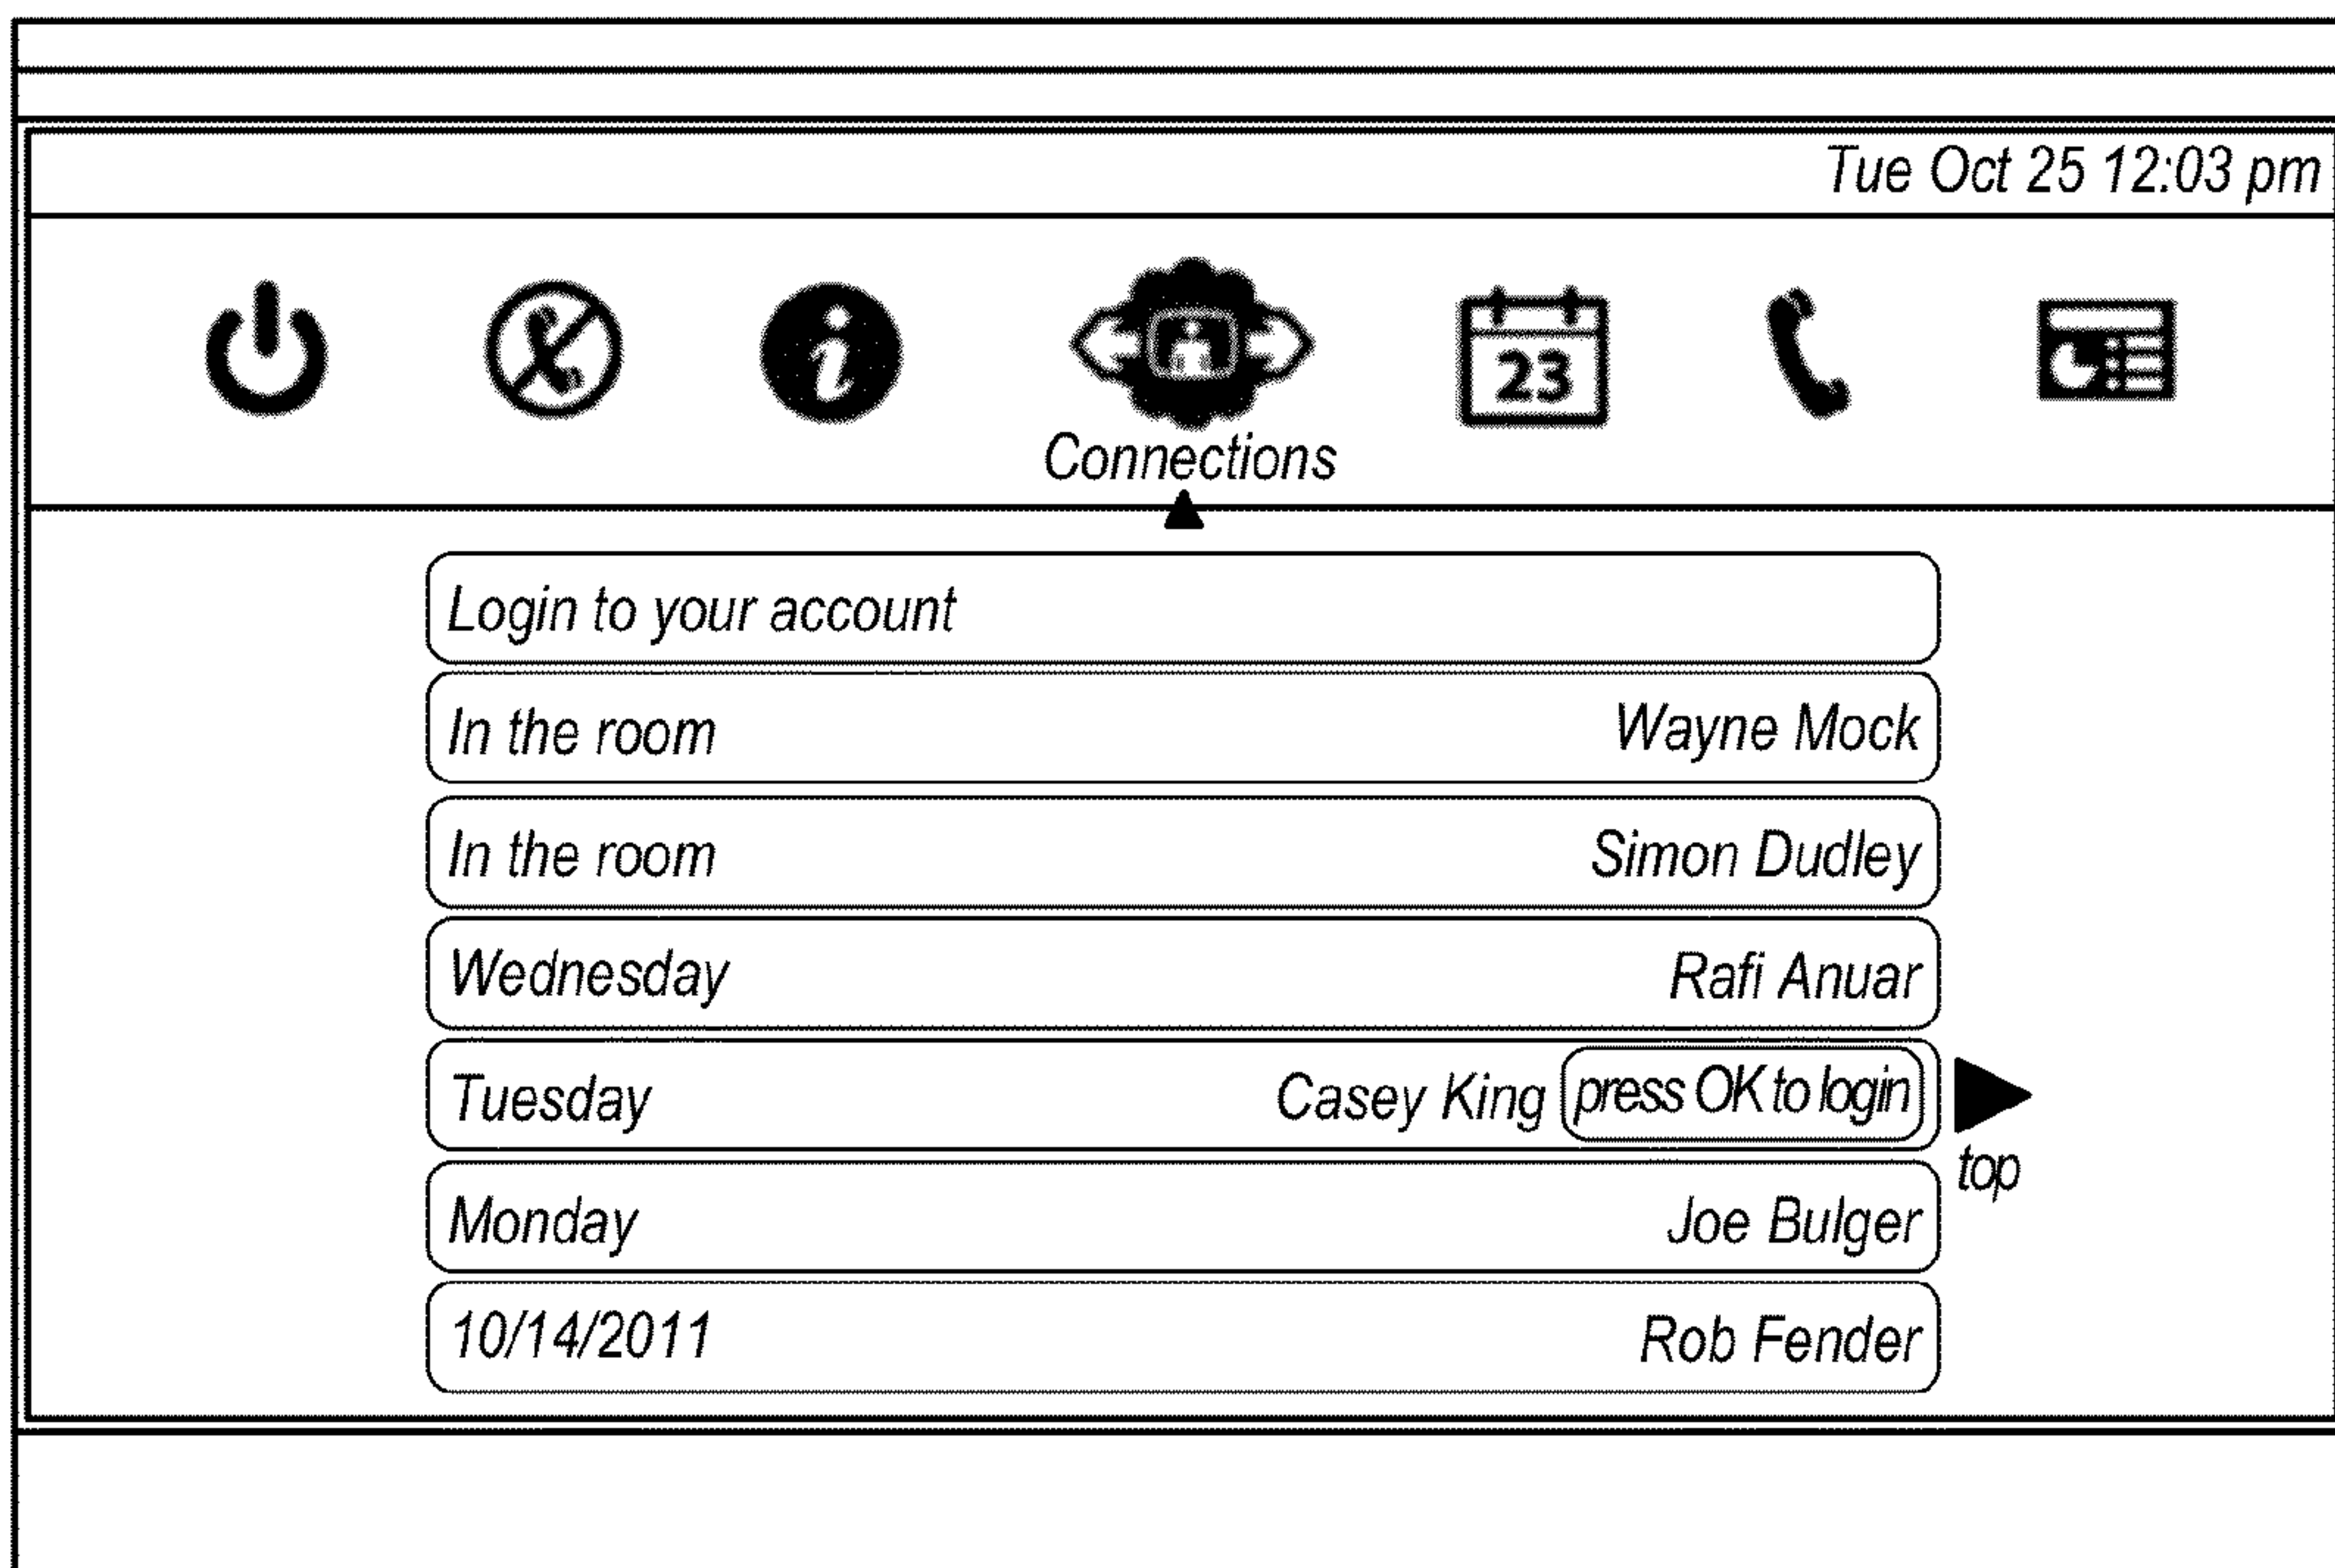 Tue Oct 25 12:03 pm
i
23
Connections
Login to your account
In the room Wayne Mock
In the room Simon Dudley
Wednesday Rafi Anuar
Tuesday Casey King press OK to login
top
Monday Joe Bulger
10/14/2011 Rob Fender